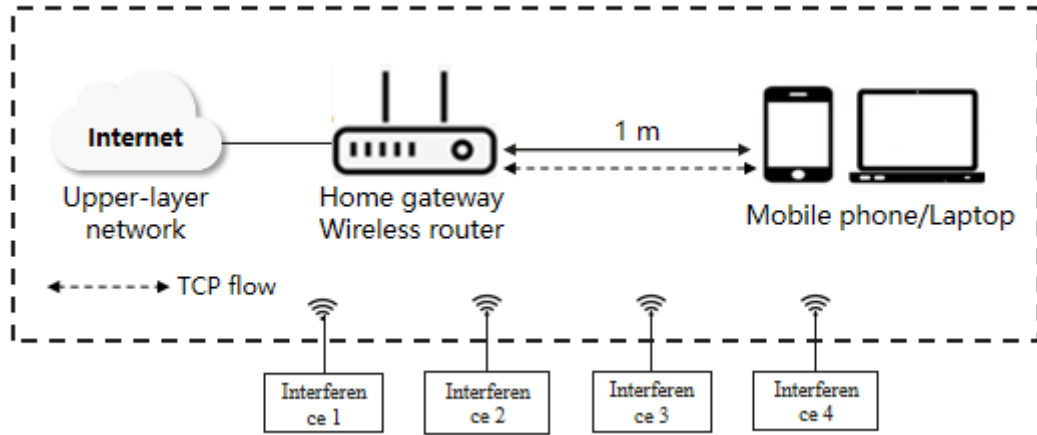 Internet
Upper-layer
network
Home gateway
Wireless router
1 m
Mobile phone/Laptop
TCP flow
Interferen
ce 1
Interferen
ce 2
Interferen
ce 3
Interferen
ce 4